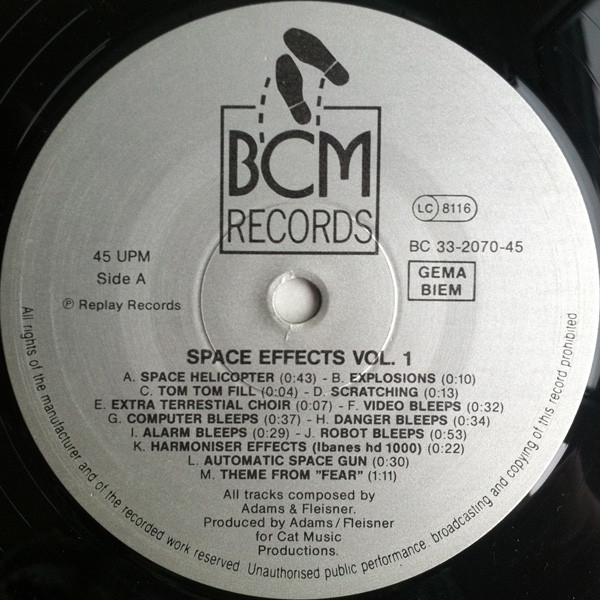 BCM
RECORDS
LC 8116
BC 33-2070-45
GEMA
BIEM
45 UPM
Side A
℗ Replay Records
SPACE EFFECTS VOL. 1
A. SPACE HELICOPTER (0:43) - B. EXPLOSIONS (0:10)
C. TOM TOM FILL (0:04) - D. SCRATCHING (0:13)
E. EXTRA TERRESTIAL CHOIR (0:07) - F. VIDEO BLEEPS (0:32)
G. COMPUTER BLEEPS (0:37) - H. DANGER BLEEPS (0:34)
I. ALARM BLEEPS (0:29) - J. ROBOT BLEEPS (0:53)
K. HARMONISER EFFECTS (Ibanes hd 1000) (0:22)
L. AUTOMATIC SPACE GUN (0:30)
M. THEME FROM "FEAR" (1:11)
All tracks composed by
Adams & Fleisner.
Produced by Adams/Fleisner
for Cat Music
Productions.
All rights of the manufacturer and of the recorded work reserved. Unauthorised public performance, broadcasting and copying of this record prohibited